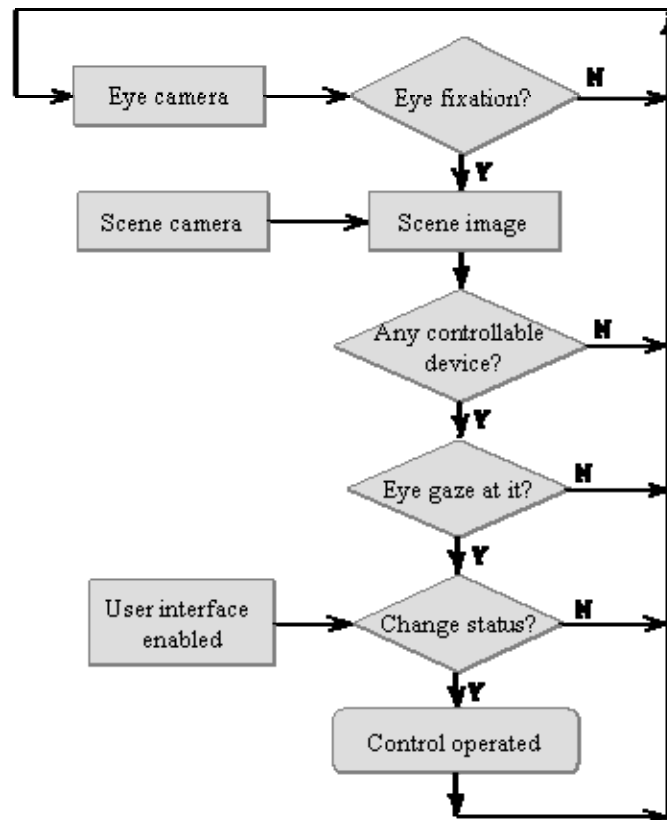 Eye camera
Eye fixation?
N
Y
Scene camera
Scene image
Any controllable
device?
N
Y
Eye gaze at it?
N
Y
User interface
enabled
Change status?
N
Y
Control operated